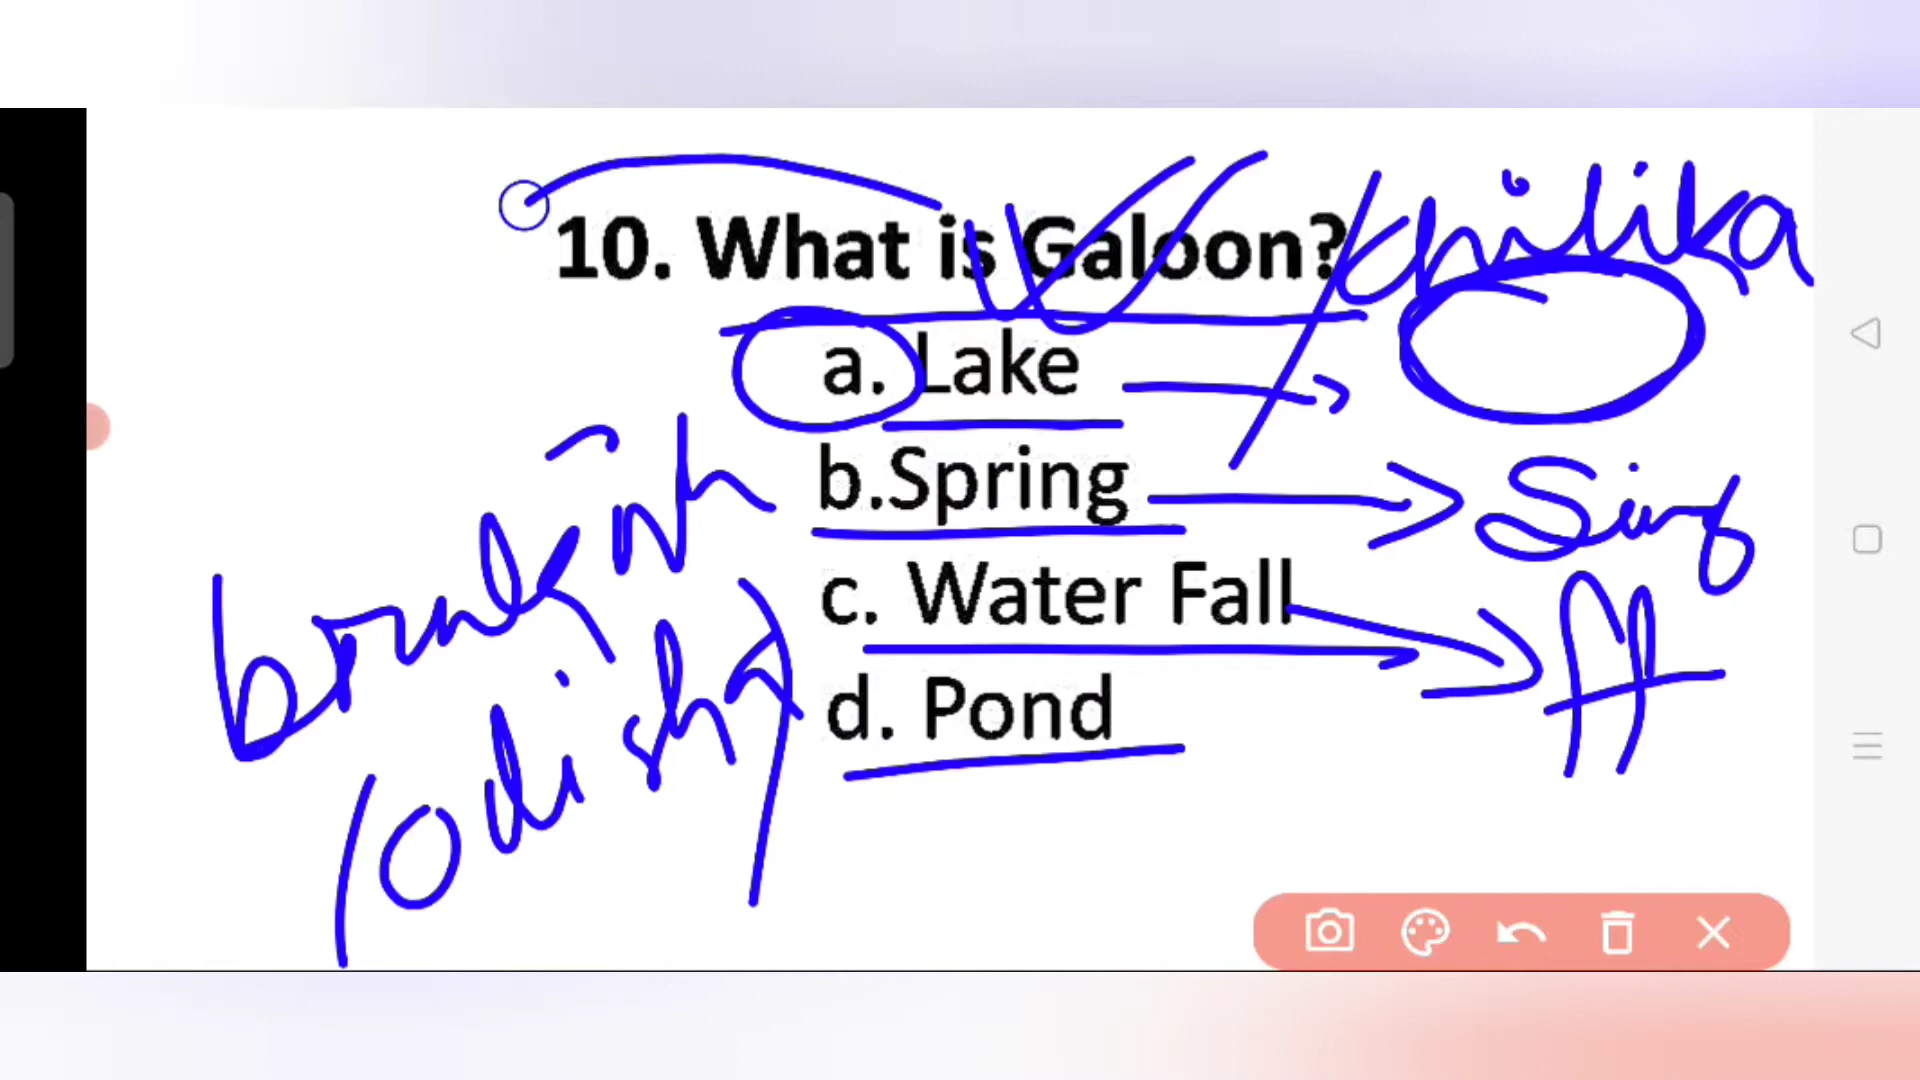 10. What is Galoon?
chilika
a. Lake
b.Spring
c. Water Fall
d. Pond
(odisha)